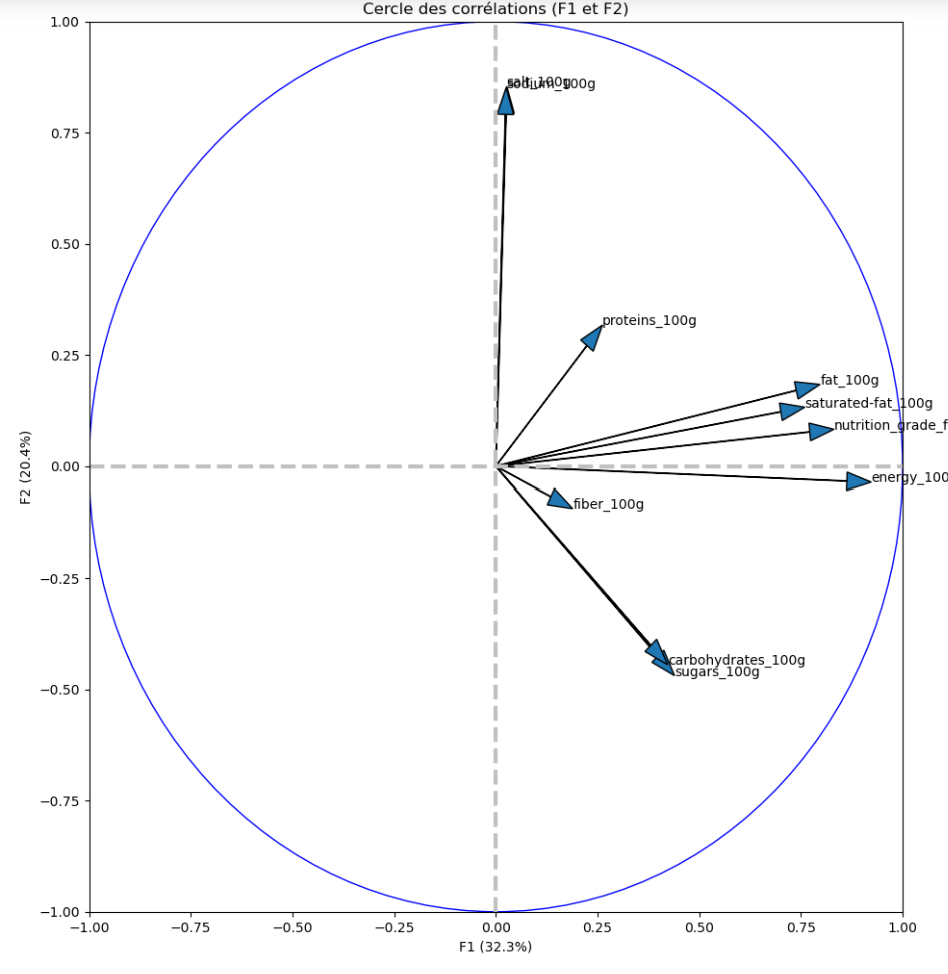 Cercle des corrélations (F1 et F2)
1.00
salt_100g
sodium_100g
0.75
0.50
proteins_100g
0.25
fat_100g
saturated-fat_100g
nutrition_grade_f
F2 (20.4%)
0.00
energy_100
fiber_100g
−0.25
carbohydrates_100g
sugars_100g
−0.50
−0.75
−1.00
−1.00 −0.75 −0.50 −0.25 0.00 0.25 0.50 0.75 1.00
F1 (32.3%)